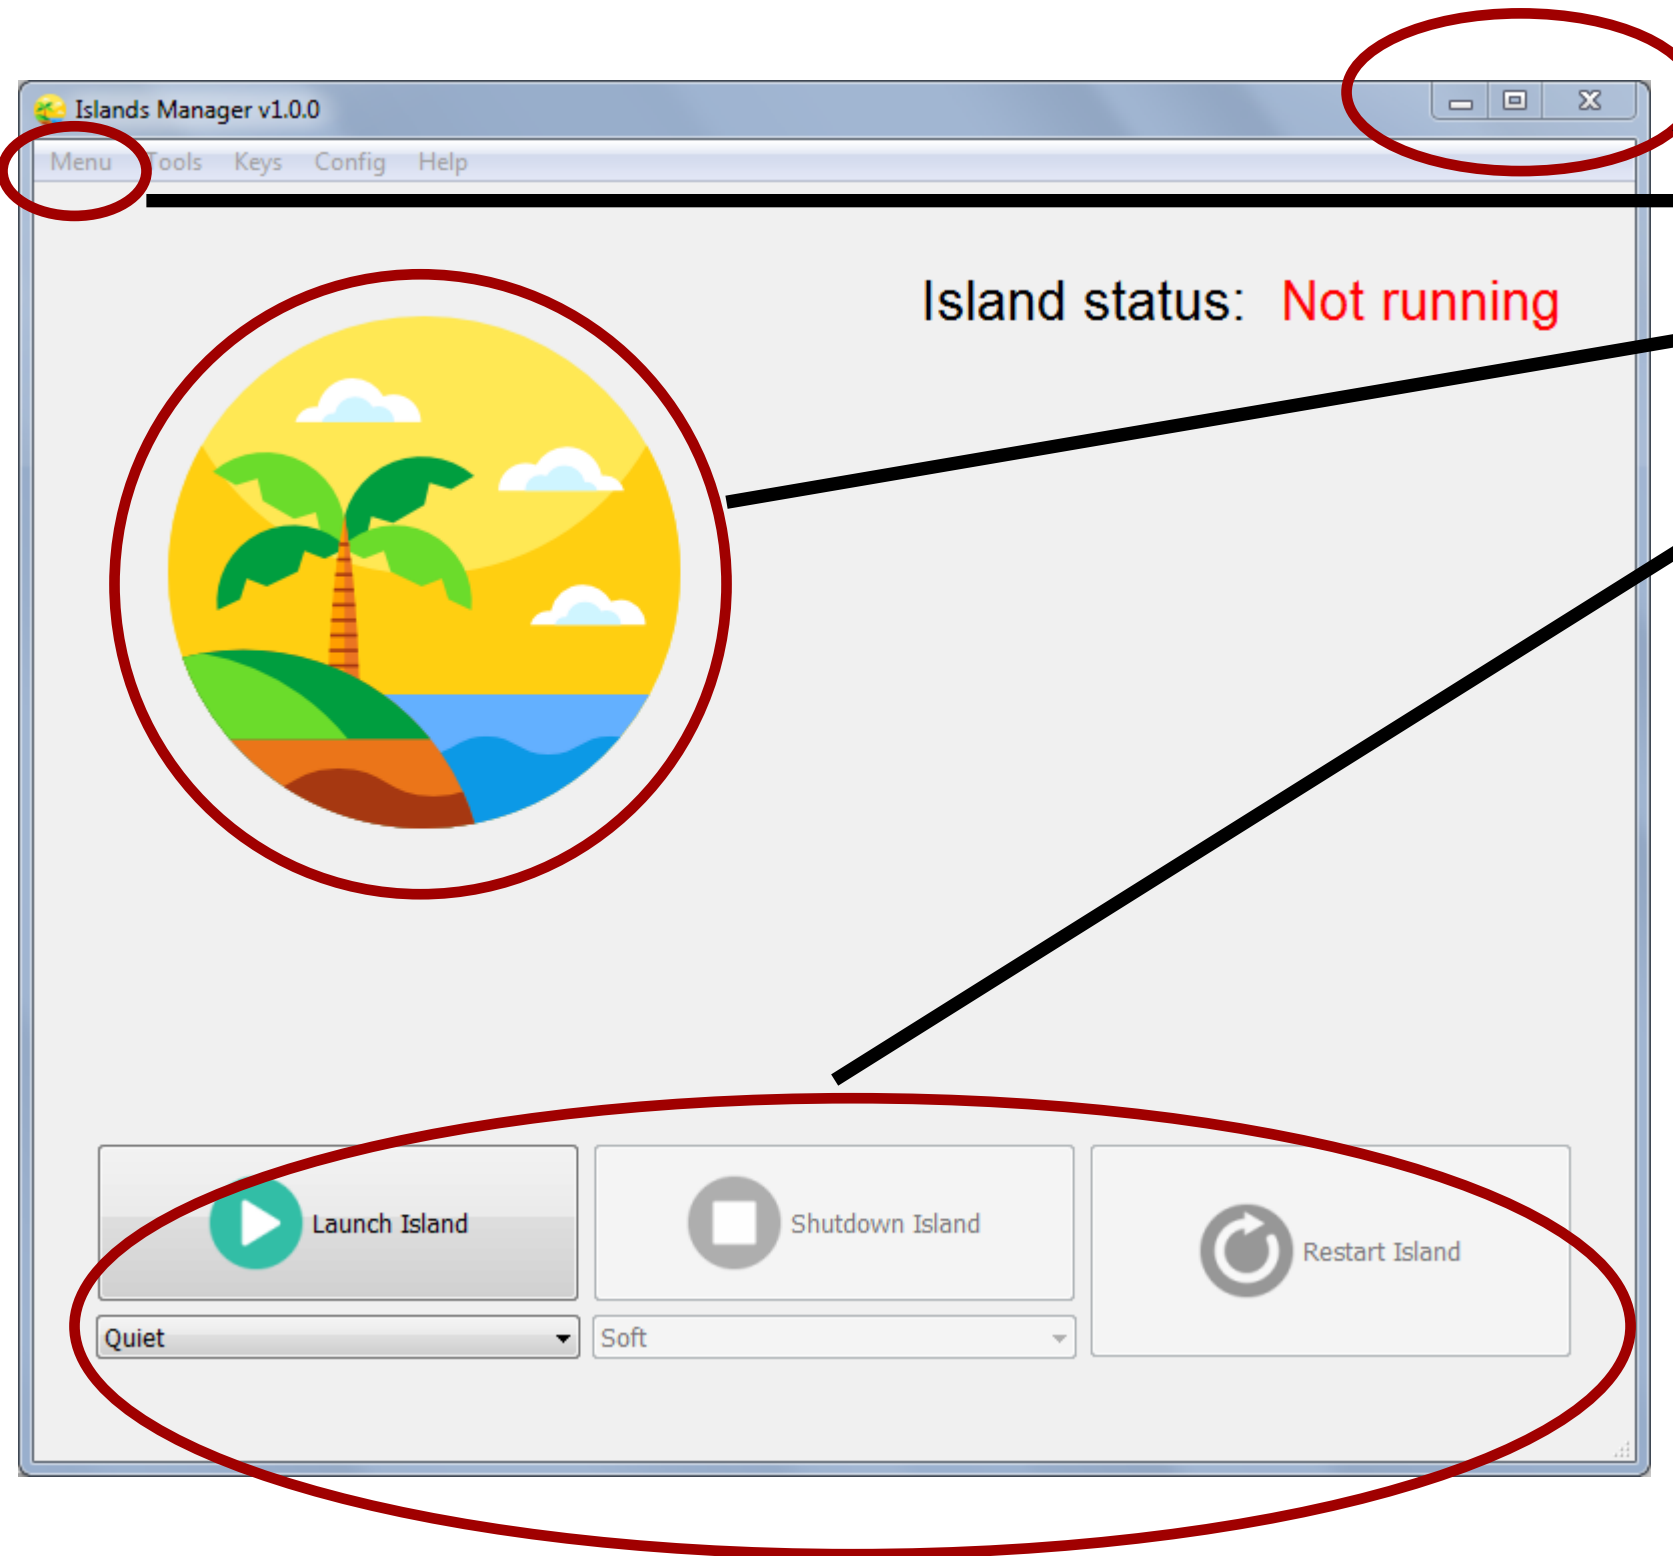 Islands Manager v1.0.0
Menu Tools Keys Config Help
Island status: Not running
Launch Island
Shutdown Island
Restart Island
Quiet
Soft